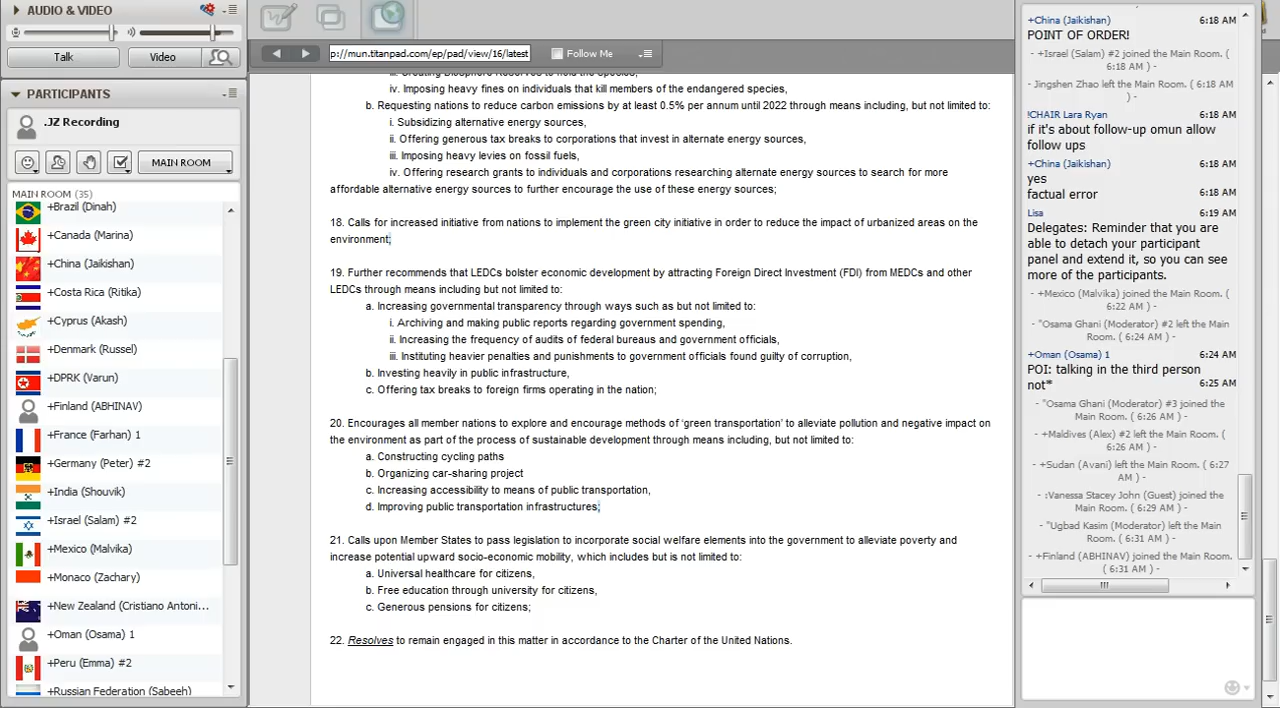 AUDIO & VIDEO
Talk
Video
PARTICIPANTS
.JZ Recording
MAIN ROOM
MAIN ROOM (35)
+Brazil (Dinah)
+Canada (Marina)
+China (Jaikishan)
+Costa Rica (Ritika)
+Cyprus (Akash)
+Denmark (Russel)
+DPRK (Varun)
+Finland (ABHINAV)
+France (Farhan) 1
+Germany (Peter) #2
+India (Shouvik)
+Israel (Salam) #2
+Mexico (Malvika)
+Monaco (Zachary)
+New Zealand (Cristiano Antoni...
+Oman (Osama) 1
+Peru (Emma) #2
+Russian Federation (Sabeeh)
p://mun.titanpad.com/ep/pad/view/16/latest
Follow Me
iii. Creating Biosphere Reserves to hold the species,
iv. Imposing heavy fines on individuals that kill members of the endangered species,
b. Requesting nations to reduce carbon emissions by at least 0.5% per annum until 2022 through means including, but not limited to:
i. Subsidizing alternative energy sources,
ii. Offering generous tax breaks to corporations that invest in alternate energy sources,
iii. Imposing heavy levies on fossil fuels,
iv. Offering research grants to individuals and corporations researching alternate energy sources to search for more
affordable alternative energy sources to further encourage the use of these energy sources;
18. Calls for increased initiative from nations to implement the green city initiative in order to reduce the impact of urbanized areas on the
environment;
19. Further recommends that LEDCs bolster economic development by attracting Foreign Direct Investment (FDI) from MEDCs and other
LEDCs through means including but not limited to:
a. Increasing governmental transparency through ways such as but not limited to:
i. Archiving and making public reports regarding government spending,
ii. Increasing the frequency of audits of federal bureaus and government officials,
iii. Instituting heavier penalties and punishments to government officials found guilty of corruption,
b. Investing heavily in public infrastructure,
c. Offering tax breaks to foreign firms operating in the nation;
20. Encourages all member nations to explore and encourage methods of 'green transportation' to alleviate pollution and negative impact on
the environment as part of the process of sustainable development through means including, but not limited to:
a. Constructing cycling paths
b. Organizing car-sharing project
c. Increasing accessibility to means of public transportation,
d. Improving public transportation infrastructures;
21. Calls upon Member States to pass legislation to incorporate social welfare elements into the government to alleviate poverty and
increase potential upward socio-economic mobility, which includes but is not limited to:
a. Universal healthcare for citizens,
b. Free education through university for citizens,
c. Generous pensions for citizens;
22. Resolves to remain engaged in this matter in accordance to the Charter of the United Nations.
+China (Jaikishan) 6:18 AM
POINT OF ORDER!
- +Israel (Salam) #2 joined the Main Room. (
6:18 AM ) -
- Jingshen Zhao left the Main Room. ( 6:18 AM
) -
!CHAIR Lara Ryan 6:18 AM
if it's about follow-up omun allow
follow ups
+China (Jaikishan) 6:18 AM
yes
factual error 6:18 AM
Lisa 6:19 AM
Delegates: Reminder that you are
able to detach your participant
panel and extend it, so you can see
more of the participants.
- +Mexico (Malvika) joined the Main Room. (
6:22 AM ) -
- "Osama Ghani (Moderator) #2 left the Main
Room. ( 6:24 AM ) -
+Oman (Osama) 1 6:24 AM
POI: talking in the third person
not* 6:25 AM
- "Osama Ghani (Moderator) #3 joined the
Main Room. ( 6:26 AM ) -
- +Maldives (Alex) #2 left the Main Room. (
6:26 AM ) -
- +Sudan (Avani) left the Main Room. ( 6:27
AM ) -
- :Vanessa Stacey John (Guest) joined the
Main Room. ( 6:29 AM ) -
- "Ugbad Kasim (Moderator) left the Main
Room. ( 6:31 AM ) -
- +Finland (ABHINAV) joined the Main Room.
( 6:31 AM ) -